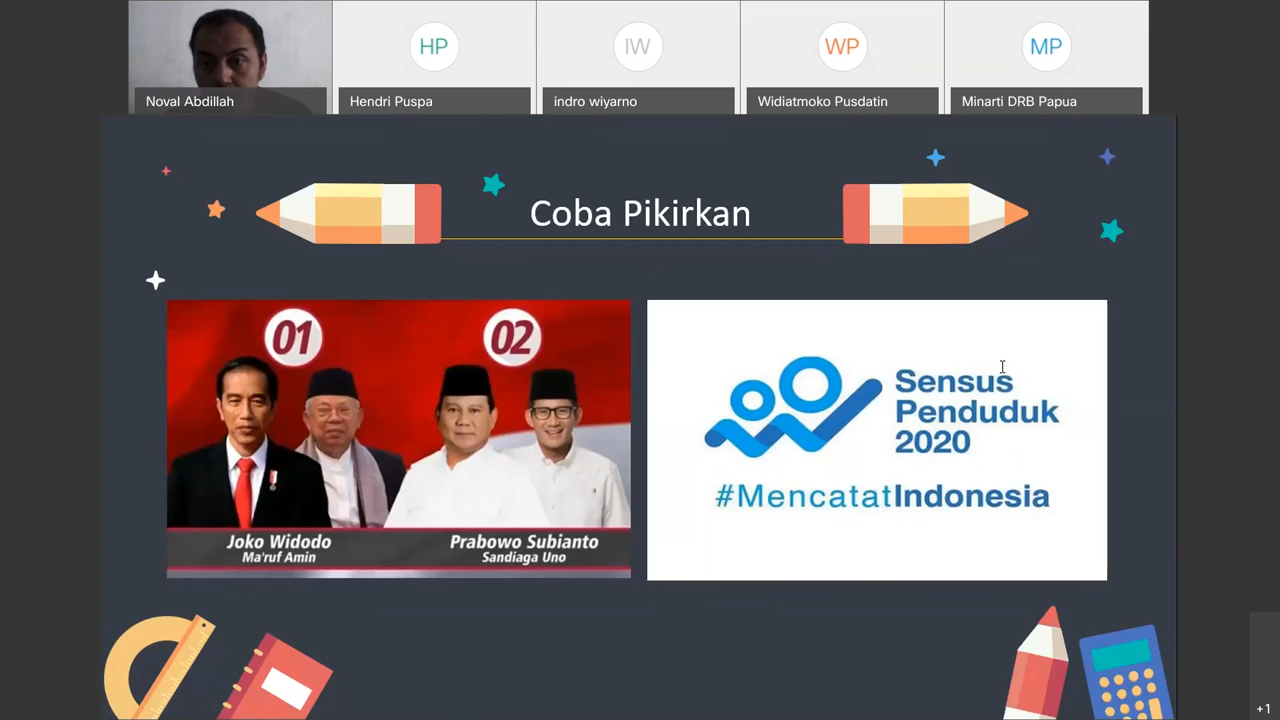 HP
IW
WP
MP
Noval Abdillah
Hendri Puspa
indro wiyarno
Widiatmoko Pusdatin
Minarti DRB Papua
Coba Pikirkan
01
02
Joko Widodo
Ma'ruf Amin
Prabowo Subianto
Sandiaga Uno
Sensus
Penduduk
2020
#MencatatIndonesia
+1